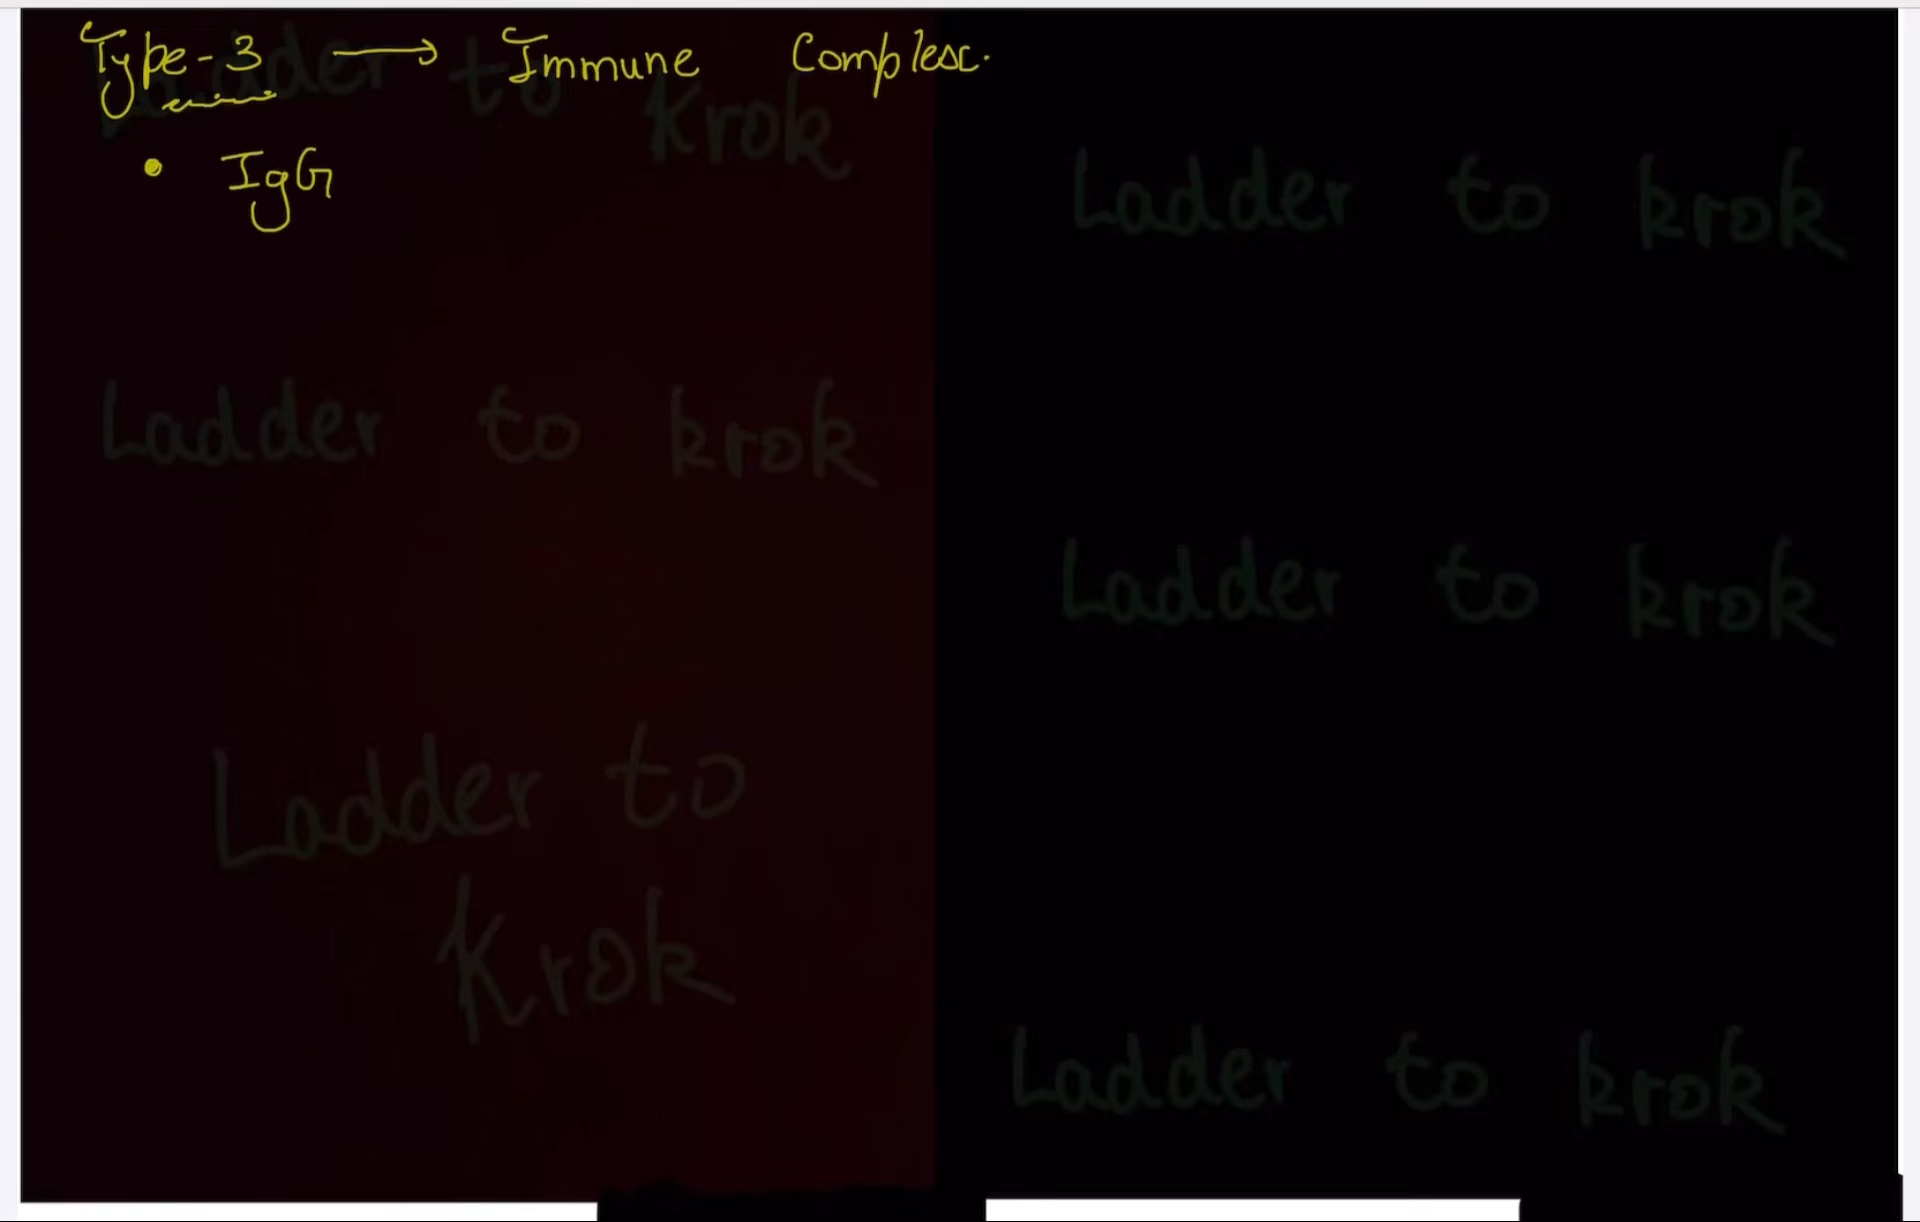 Type-3 → Immune Complex.
• IgG
Ladder to Krok
Ladder to krok
Ladder to krok
Ladder to krok
Ladder to
Krok
Ladder to krok